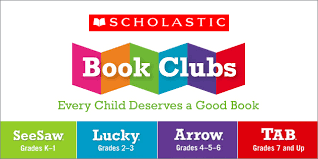 SCHOLASTIC
Book Clubs
Every Child Deserves a Good Book
SeeSaw Lucky Arrow TAB
Grades K–1 Grades 2–3 Grades 4–5–6 Grades 7 and Up